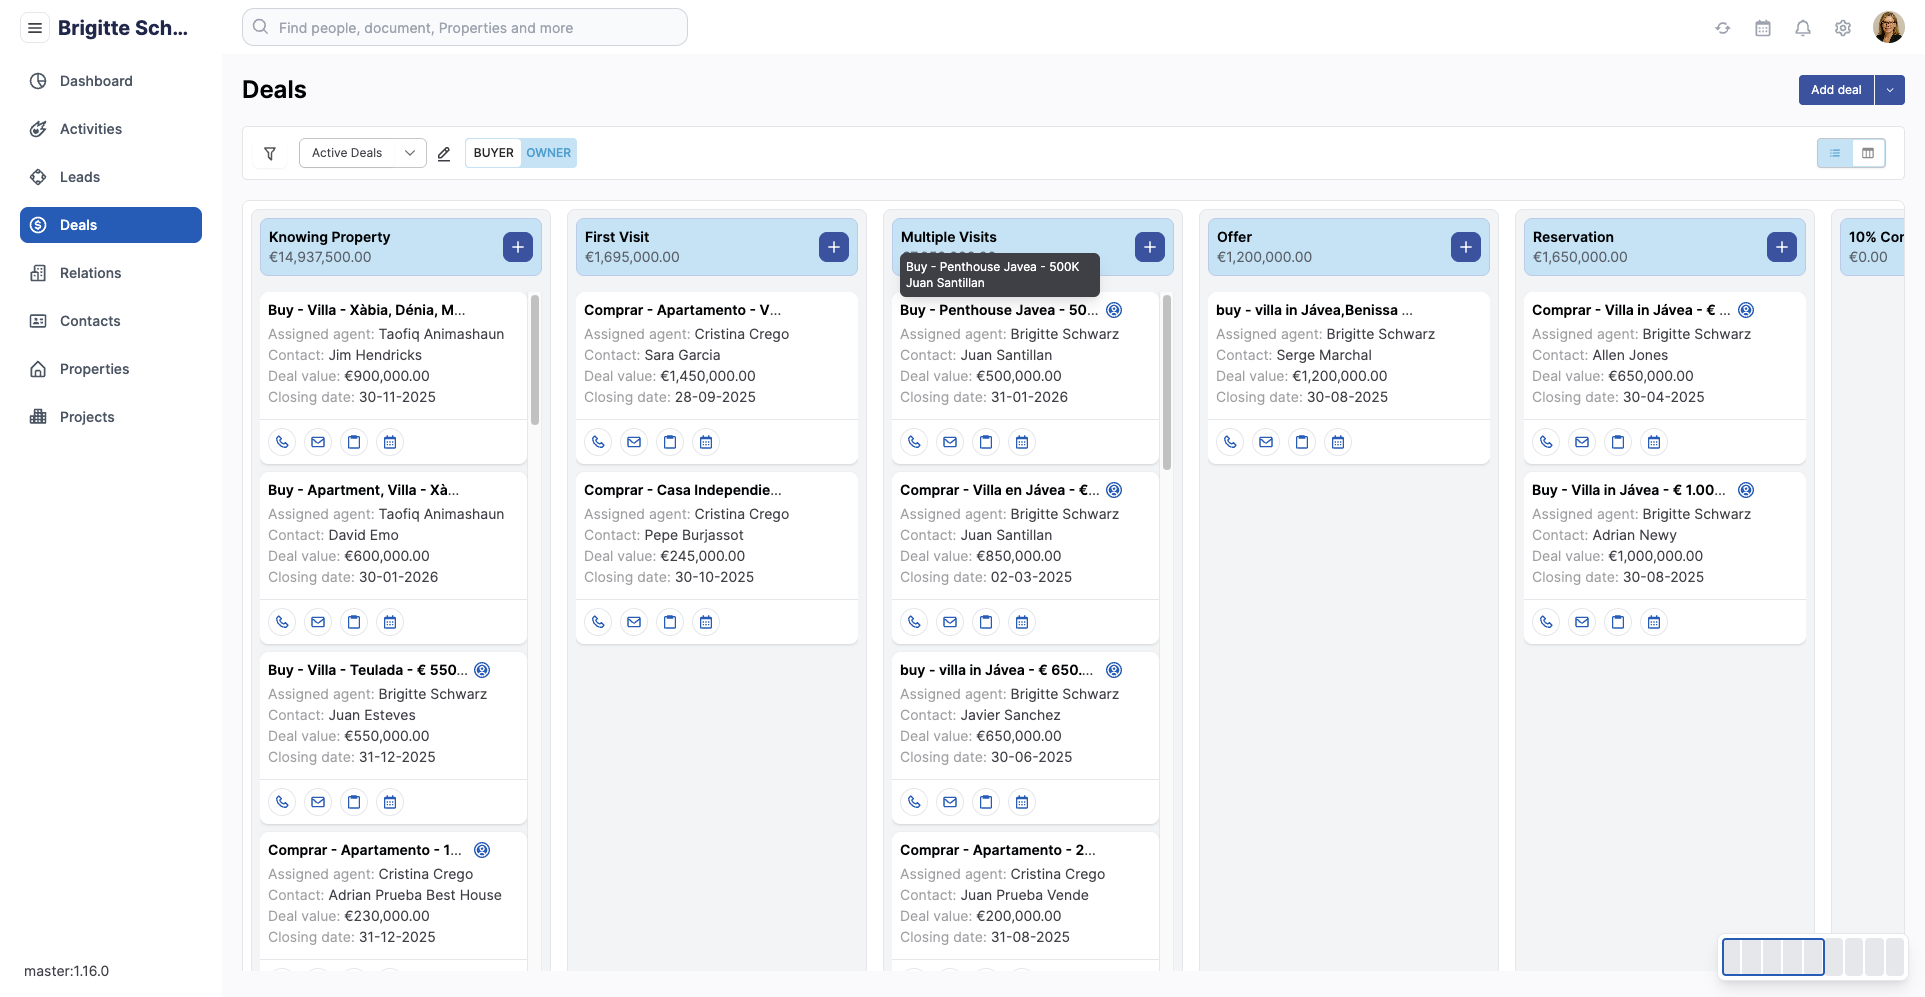 Brigitte Sch...
Find people, document, Properties and more
Dashboard
Activities
Leads
Deals
Relations
Contacts
Properties
Projects
master:1.16.0
Deals
Add deal
Active Deals
BUYER OWNER
Knowing Property
€14,937,500.00
Buy - Villa - Xàbia, Dénia, M...
Assigned agent: Taofiq Animashaun
Contact: Jim Hendricks
Deal value: €900,000.00
Closing date: 30-11-2025
Buy - Apartment, Villa - Xà...
Assigned agent: Taofiq Animashaun
Contact: David Emo
Deal value: €600,000.00
Closing date: 30-01-2026
Buy - Villa - Teulada - € 550...
Assigned agent: Brigitte Schwarz
Contact: Juan Esteves
Deal value: €550,000.00
Closing date: 31-12-2025
Comprar - Apartamento - 1...
Assigned agent: Cristina Crego
Contact: Adrian Prueba Best House
Deal value: €230,000.00
Closing date: 31-12-2025
First Visit
€1,695,000.00
Comprar - Apartamento - V...
Assigned agent: Cristina Crego
Contact: Sara Garcia
Deal value: €1,450,000.00
Closing date: 28-09-2025
Comprar - Casa Independie...
Assigned agent: Cristina Crego
Contact: Pepe Burjassot
Deal value: €245,000.00
Closing date: 30-10-2025
Multiple Visits
Buy - Penthouse Javea - 500K
Juan Santillan
Buy - Penthouse Javea - 50...
Assigned agent: Brigitte Schwarz
Contact: Juan Santillan
Deal value: €500,000.00
Closing date: 31-01-2026
Comprar - Villa en Jávea - €...
Assigned agent: Brigitte Schwarz
Contact: Juan Santillan
Deal value: €850,000.00
Closing date: 02-03-2025
buy - villa in Jávea - € 650....
Assigned agent: Brigitte Schwarz
Contact: Javier Sanchez
Deal value: €650,000.00
Closing date: 30-06-2025
Comprar - Apartamento - 2...
Assigned agent: Cristina Crego
Contact: Juan Prueba Vende
Deal value: €200,000.00
Closing date: 31-08-2025
Offer
€1,200,000.00
buy - villa in Jávea,Benissa ...
Assigned agent: Brigitte Schwarz
Contact: Serge Marchal
Deal value: €1,200,000.00
Closing date: 30-08-2025
Reservation
€1,650,000.00
Comprar - Villa in Jávea - € ...
Assigned agent: Brigitte Schwarz
Contact: Allen Jones
Deal value: €650,000.00
Closing date: 30-04-2025
Buy - Villa in Jávea - € 1.00...
Assigned agent: Brigitte Schwarz
Contact: Adrian Newy
Deal value: €1,000,000.00
Closing date: 30-08-2025
10% Cor
€0.00